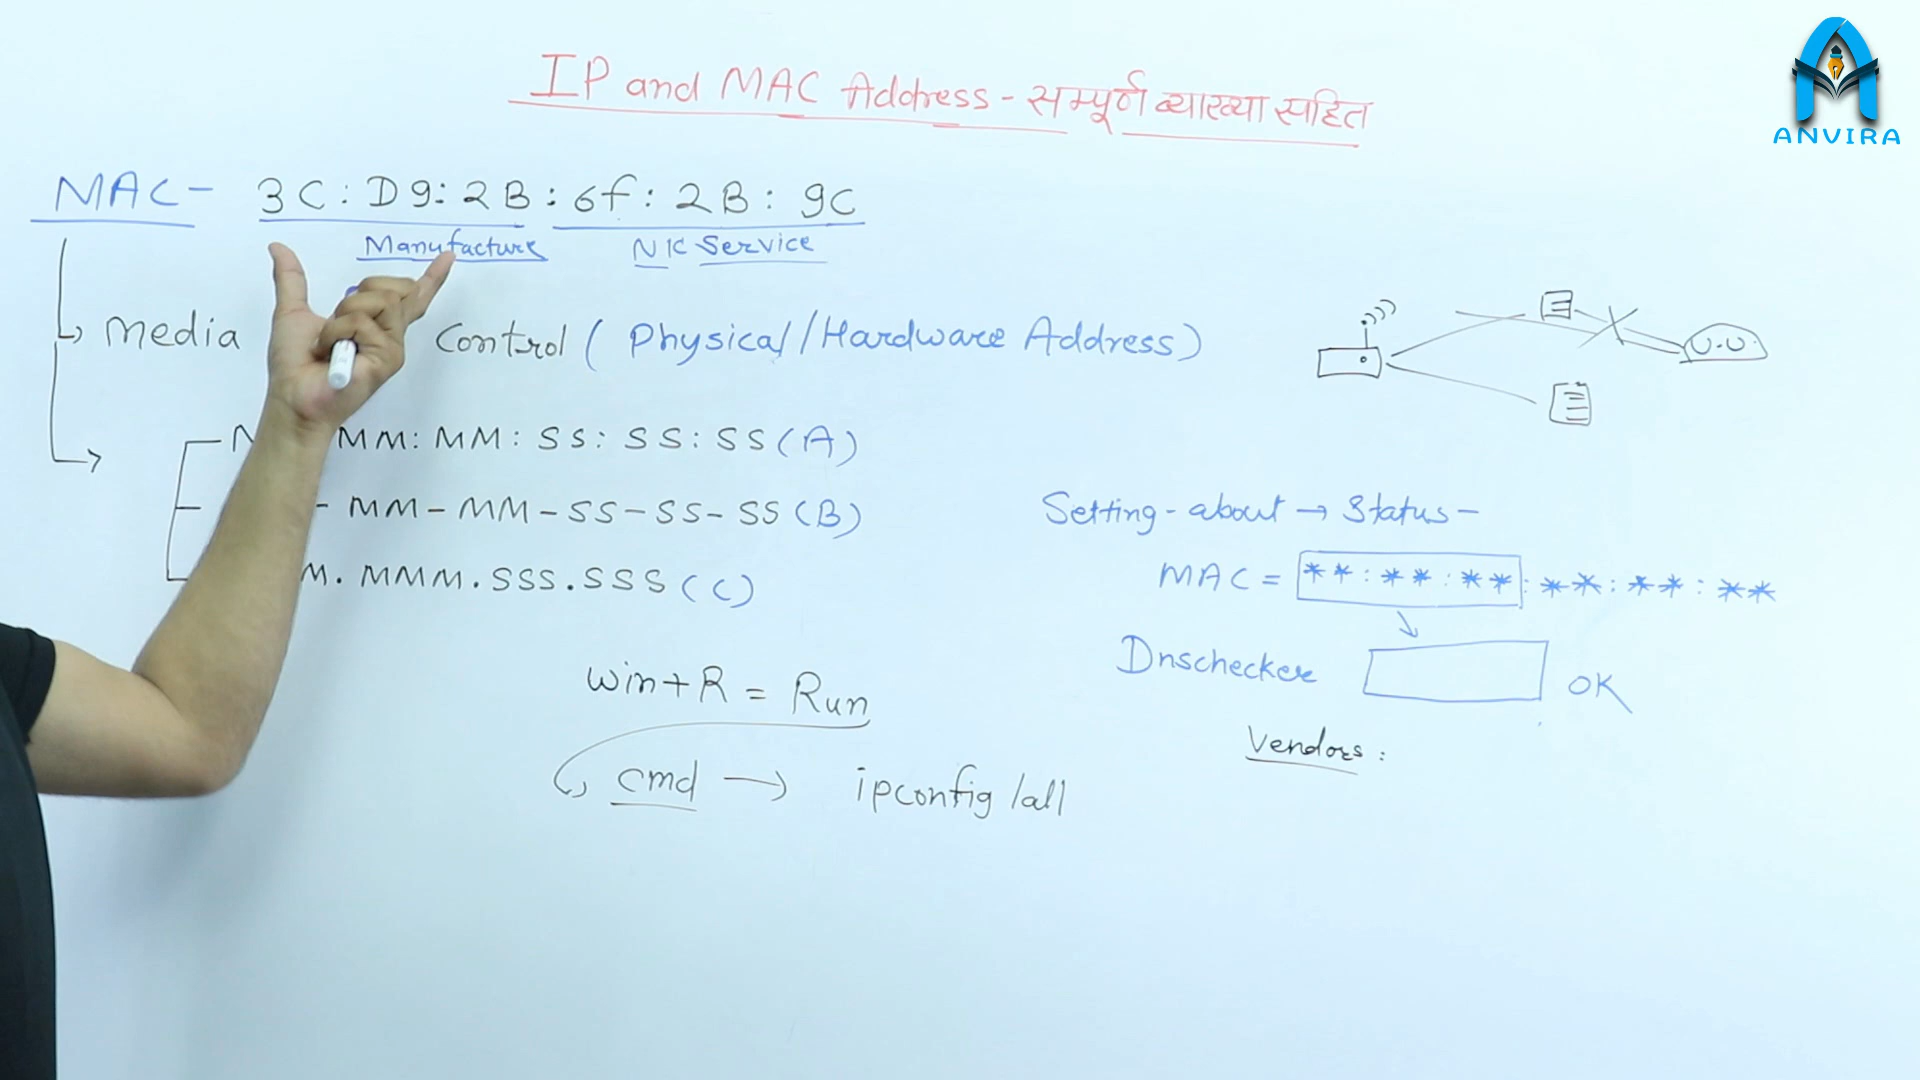 IP and MAC Address - सम्पूर्ण व्याख्या सहित
ANVIRA
MAC - 3C : D9 : 2B : 6f : 2B : 9C
Manufacture NIC Service
Media Control ( Physical / Hardware Address )
MM : MM : SS : SS : SS (A)
- MM - MM - SS - SS - SS (B)
M. MMM. SSS. SSS (C)
Setting - about → Status -
MAC = ** : ** : ** : ** : ** : **
Dnschecker OK
Vendors :
Win + R = Run
cmd → ipconfig /all